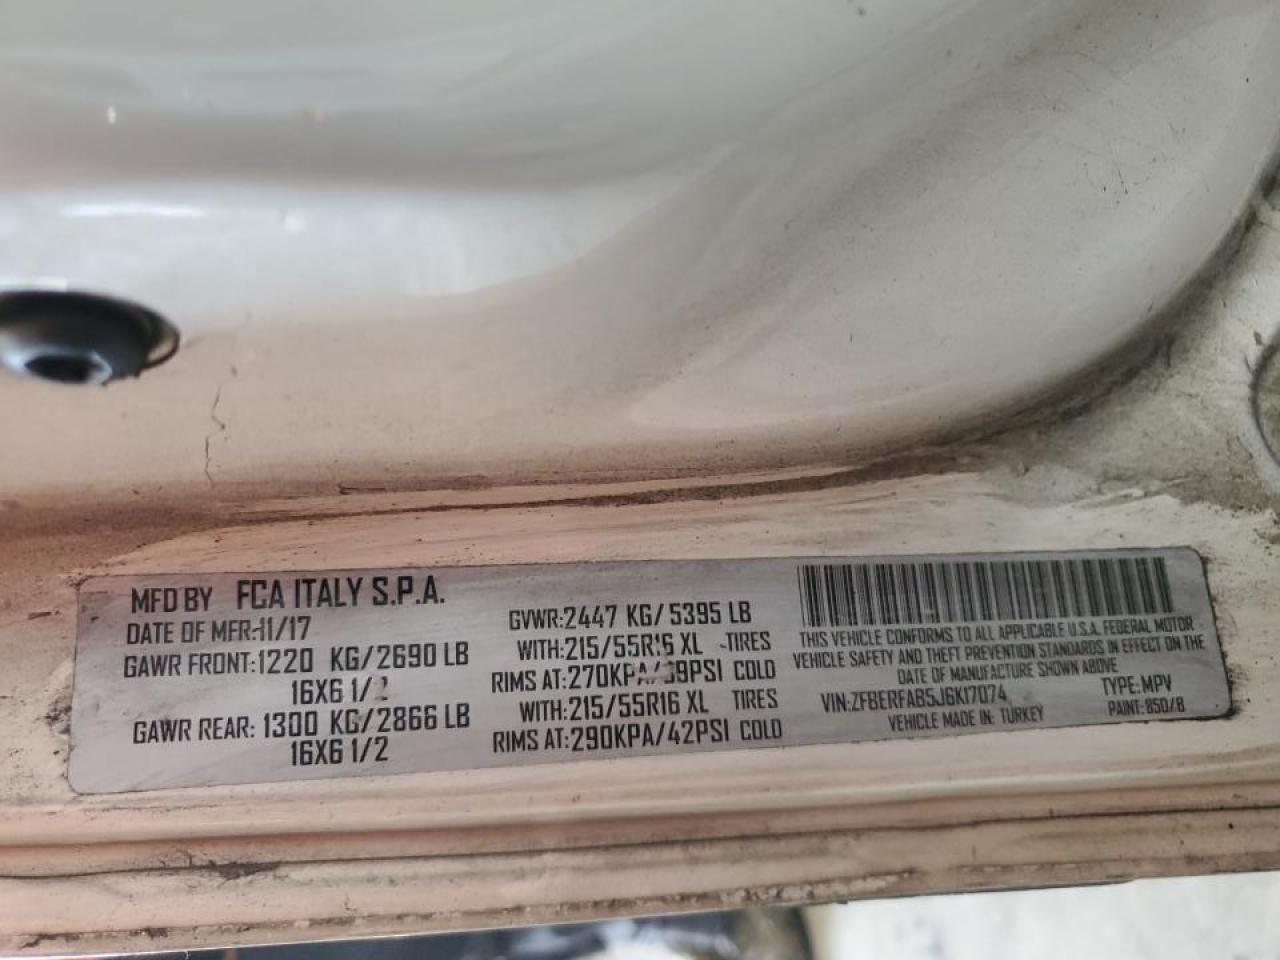 MFD BY FCA ITALY S.P.A.
DATE OF MFR:11/17
GAWR FRONT:1220 KG/2690 LB
16X6 1/2
GAWR REAR:1300 KG/2866 LB
16X6 1/2
GVWR:2447 KG/5395 LB
WITH:215/55R16 XL TIRES
RIMS AT:270KPA/39PSI COLD
WITH:215/55R16 XL TIRES
RIMS AT:290KPA/42PSI COLD
THIS VEHICLE CONFORMS TO ALL APPLICABLE U.S.A. FEDERAL MOTOR
VEHICLE SAFETY AND THEFT PREVENTION STANDARDS IN EFFECT ON THE
DATE OF MANUFACTURE SHOWN ABOVE
VIN:ZFBERFAB5J6K17074 TYPE:MPV
VEHICLE MADE IN: TURKEY PAINT:850/B